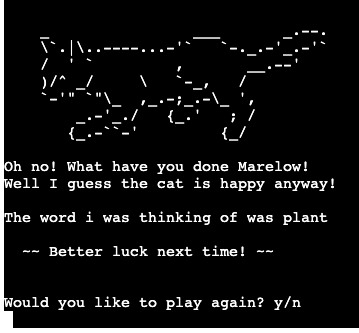 Oh no! What have you done Marelow!
Well I guess the cat is happy anyway!
The word i was thinking of was plant
~~ Better luck next time! ~~
Would you like to play again? y/n